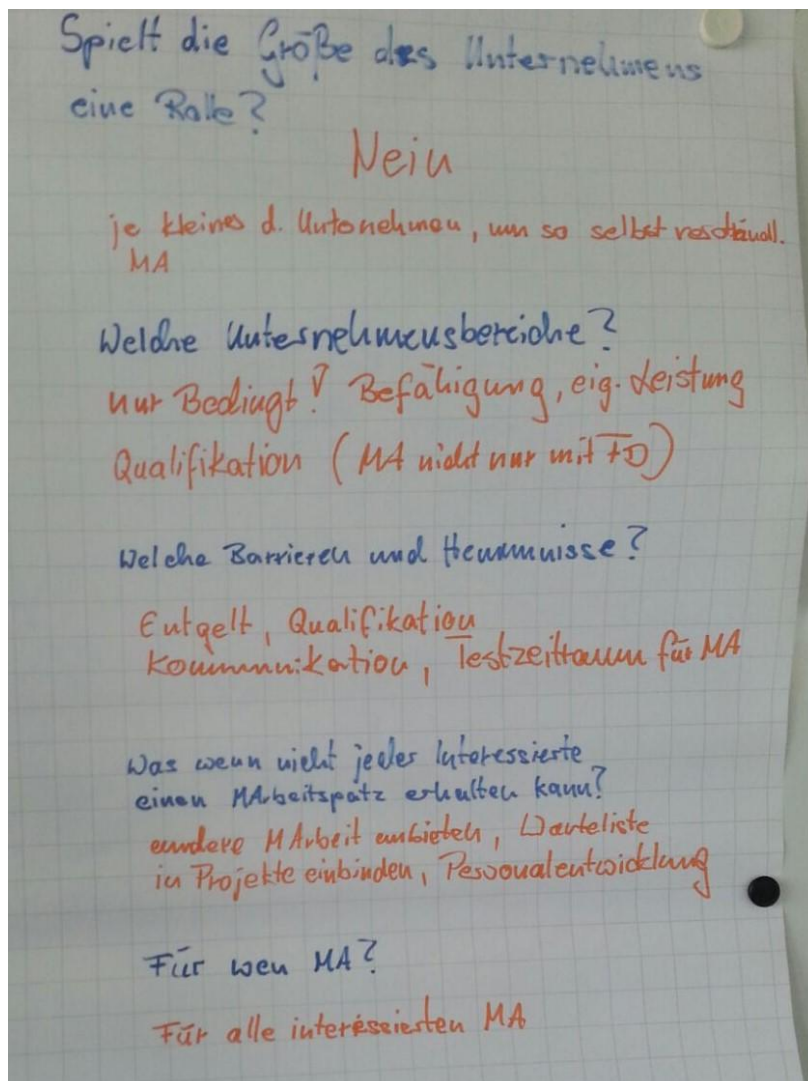 Spielt die Größe des Unternehmens
eine Rolle?
Nein
je kleiner d. Unternehmen, um so selbstverständl.
MA
Welche Unternehmensbereiche?
nur Bedingt! Befähigung, eig. Leistung
Qualifikation (MA nicht nur mit FD)
Welche Barrieren und Hemmnisse?
Entgelt, Qualifikation
Kommunikation, Testzeitraum für MA
Was wenn nicht jeder Interessierte
einen MArbeitspatz erhalten kann?
andere MArbeit anbieten, Warteliste
in Projekte einbinden, Personalentwicklung
Für wen MA?
Für alle interessierten MA